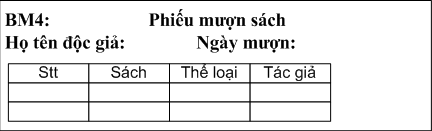 BM4: Phiếu mượn sách
Họ tên độc giả: Ngày mượn:
Stt Sách Thể loại Tác giả